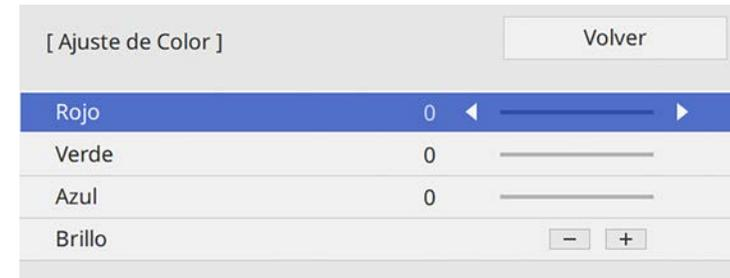 [ Ajuste de Color ] Volver
Rojo 0
Verde 0
Azul 0
Brillo − +